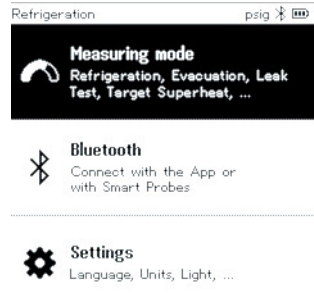 Refrigeration psig
Measuring mode
Refrigeration, Evacuation, Leak
Test, Target Superheat, ...
Bluetooth
Connect with the App or
with Smart Probes
Settings
Language, Units, Light, ...